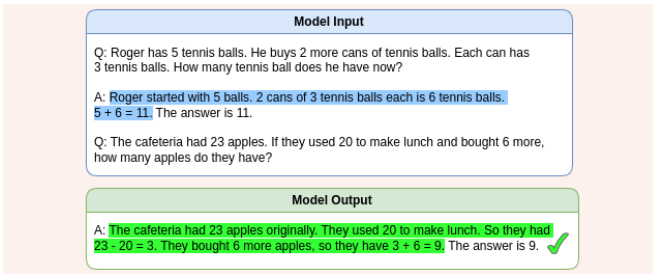 Model Input
Q: Roger has 5 tennis balls. He buys 2 more cans of tennis balls. Each can has
3 tennis balls. How many tennis ball does he have now?
A: Roger started with 5 balls. 2 cans of 3 tennis balls each is 6 tennis balls.
5 + 6 = 11. The answer is 11.
Q: The cafeteria had 23 apples. If they used 20 to make lunch and bought 6 more,
how many apples do they have?
Model Output
A: The cafeteria had 23 apples originally. They used 20 to make lunch. So they had
23 - 20 = 3. They bought 6 more apples, so they have 3 + 6 = 9. The answer is 9.